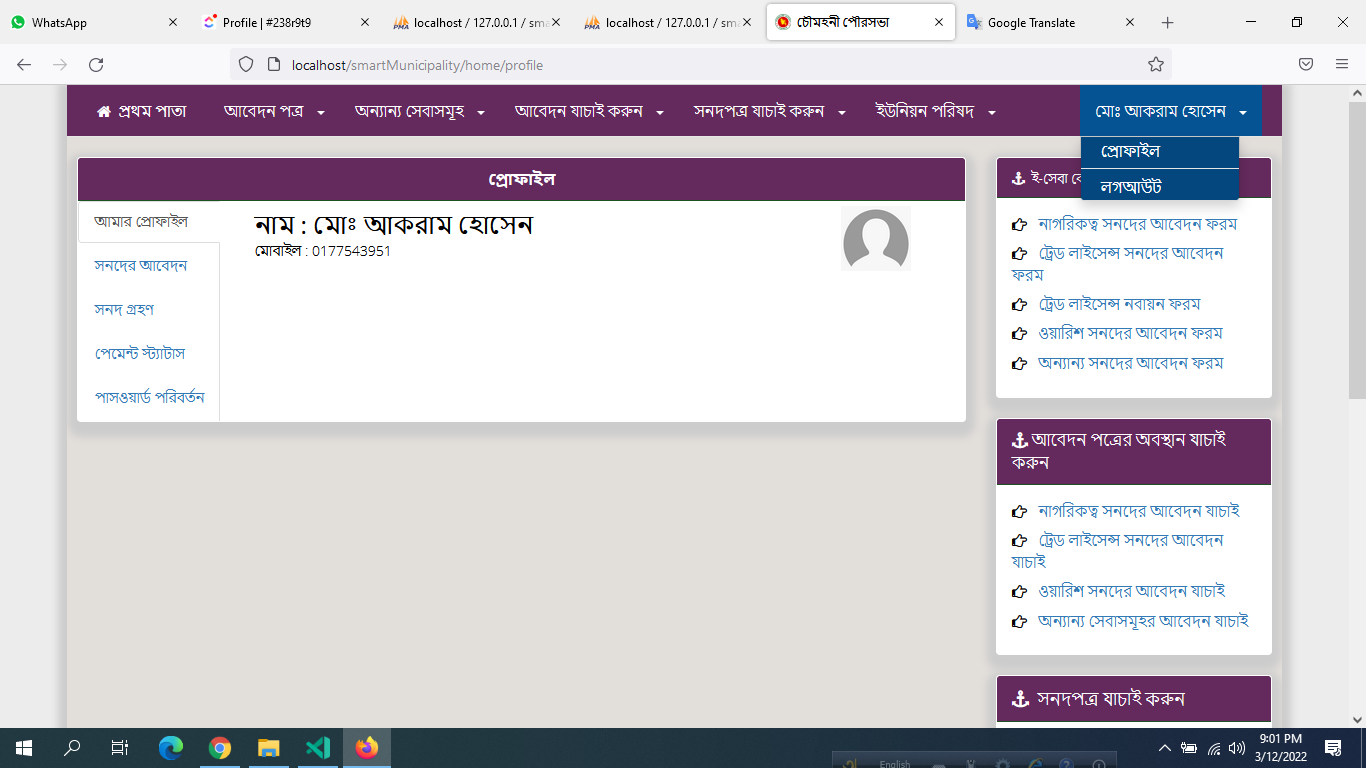 WhatsApp
Profile | #238r9t9
localhost / 127.0.0.1 / sma
localhost / 127.0.0.1 / sma
চৌমহনী পৌরসভা
Google Translate
localhost/smartMunicipality/home/profile
প্রথম পাতা
আবেদন পত্র
অন্যান্য সেবাসমূহ
আবেদন যাচাই করুন
সনদপত্র যাচাই করুন
ইউনিয়ন পরিষদ
মোঃ আকরাম হোসেন
প্রোফাইল
লগআউট
প্রোফাইল
আমার প্রোফাইল
সনদের আবেদন
সনদ গ্রহণ
পেমেন্ট স্ট্যাটাস
পাসওয়ার্ড পরিবর্তন
নাম : মোঃ আকরাম হোসেন
মোবাইল : 0177543951
ই-সেবা
নাগরিকত্ব সনদের আবেদন ফরম
ট্রেড লাইসেন্স সনদের আবেদন
ফরম
ট্রেড লাইসেন্স নবায়ন ফরম
ওয়ারিশ সনদের আবেদন ফরম
অন্যান্য সনদের আবেদন ফরম
আবেদন পত্রের অবস্থান যাচাই
করুন
নাগরিকত্ব সনদের আবেদন যাচাই
ট্রেড লাইসেন্স সনদের আবেদন
যাচাই
ওয়ারিশ সনদের আবেদন যাচাই
অন্যান্য সেবাসমূহর আবেদন যাচাই
সনদপত্র যাচাই করুন
English
9:01 PM
3/12/2022